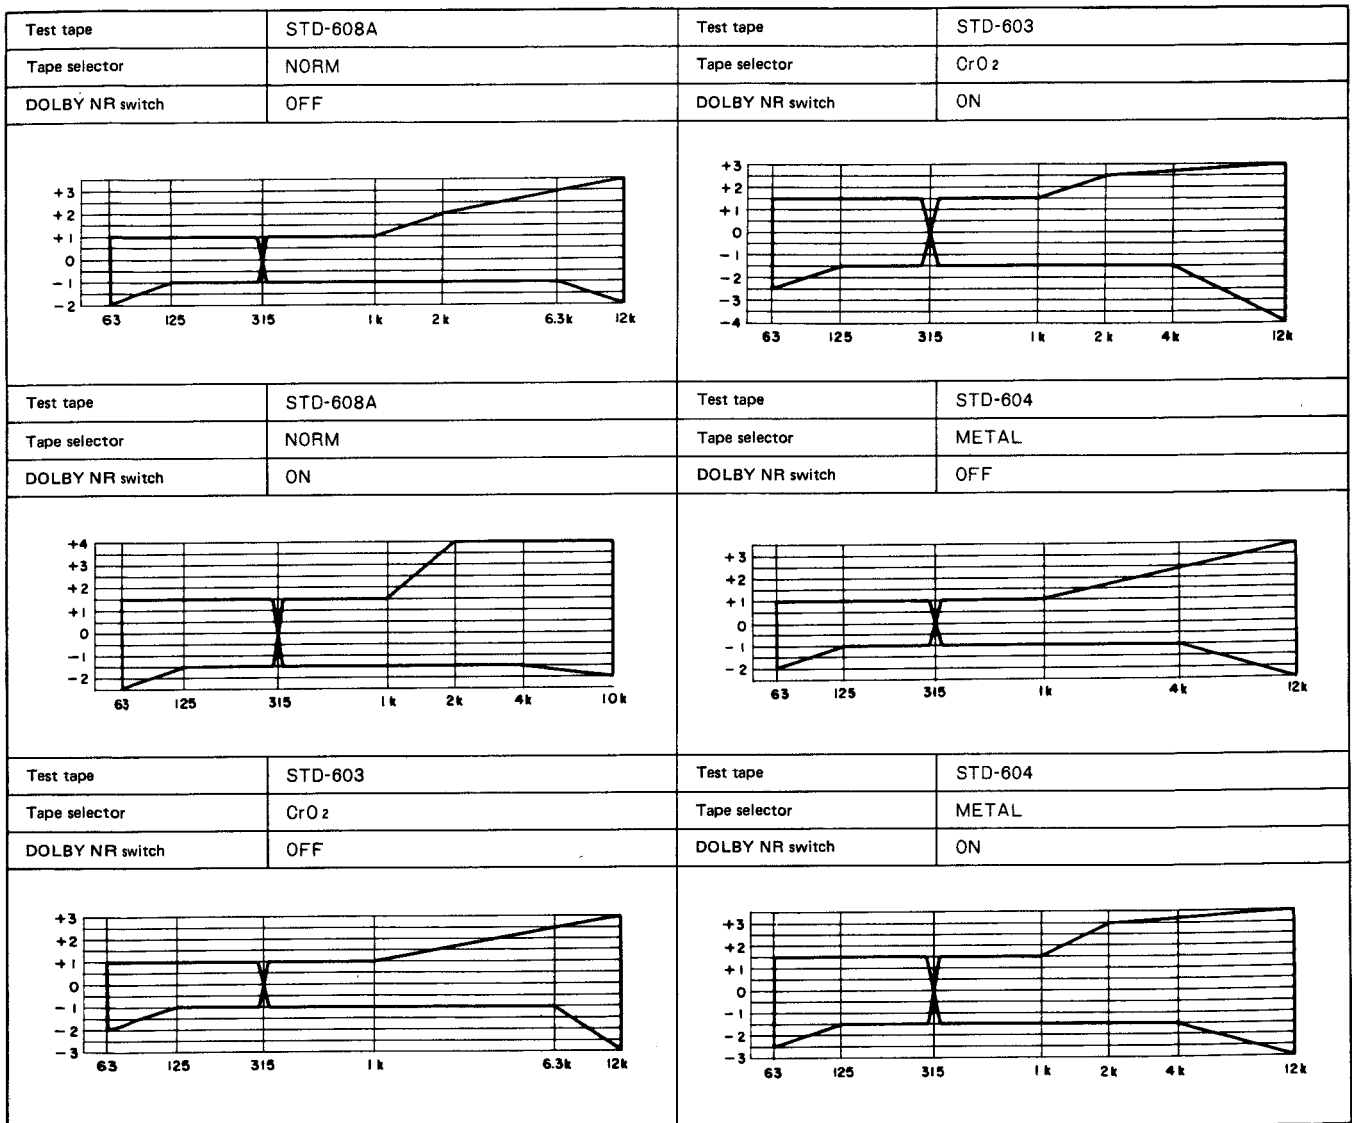 Test tape STD-608A
Tape selector NORM
DOLBY NR switch OFF
+3
+2
+1
0
-1
-2
63 125 315 1k 2k 6.3k 12k
Test tape STD-603
Tape selector CrO2
DOLBY NR switch ON
+3
+2
+1
0
-1
-2
-3
-4
63 125 315 1k 2k 4k 12k
Test tape STD-608A
Tape selector NORM
DOLBY NR switch ON
+4
+3
+2
+1
0
-1
-2
63 125 315 1k 2k 4k 10k
Test tape STD-604
Tape selector METAL
DOLBY NR switch OFF
+3
+2
+1
0
-1
-2
63 125 315 1k 4k 12k
Test tape STD-603
Tape selector CrO2
DOLBY NR switch OFF
+3
+2
+1
0
-1
-2
-3
63 125 315 1k 6.3k 12k
Test tape STD-604
Tape selector METAL
DOLBY NR switch ON
+3
+2
+1
0
-1
-2
-3
63 125 315 1k 2k 4k 12k